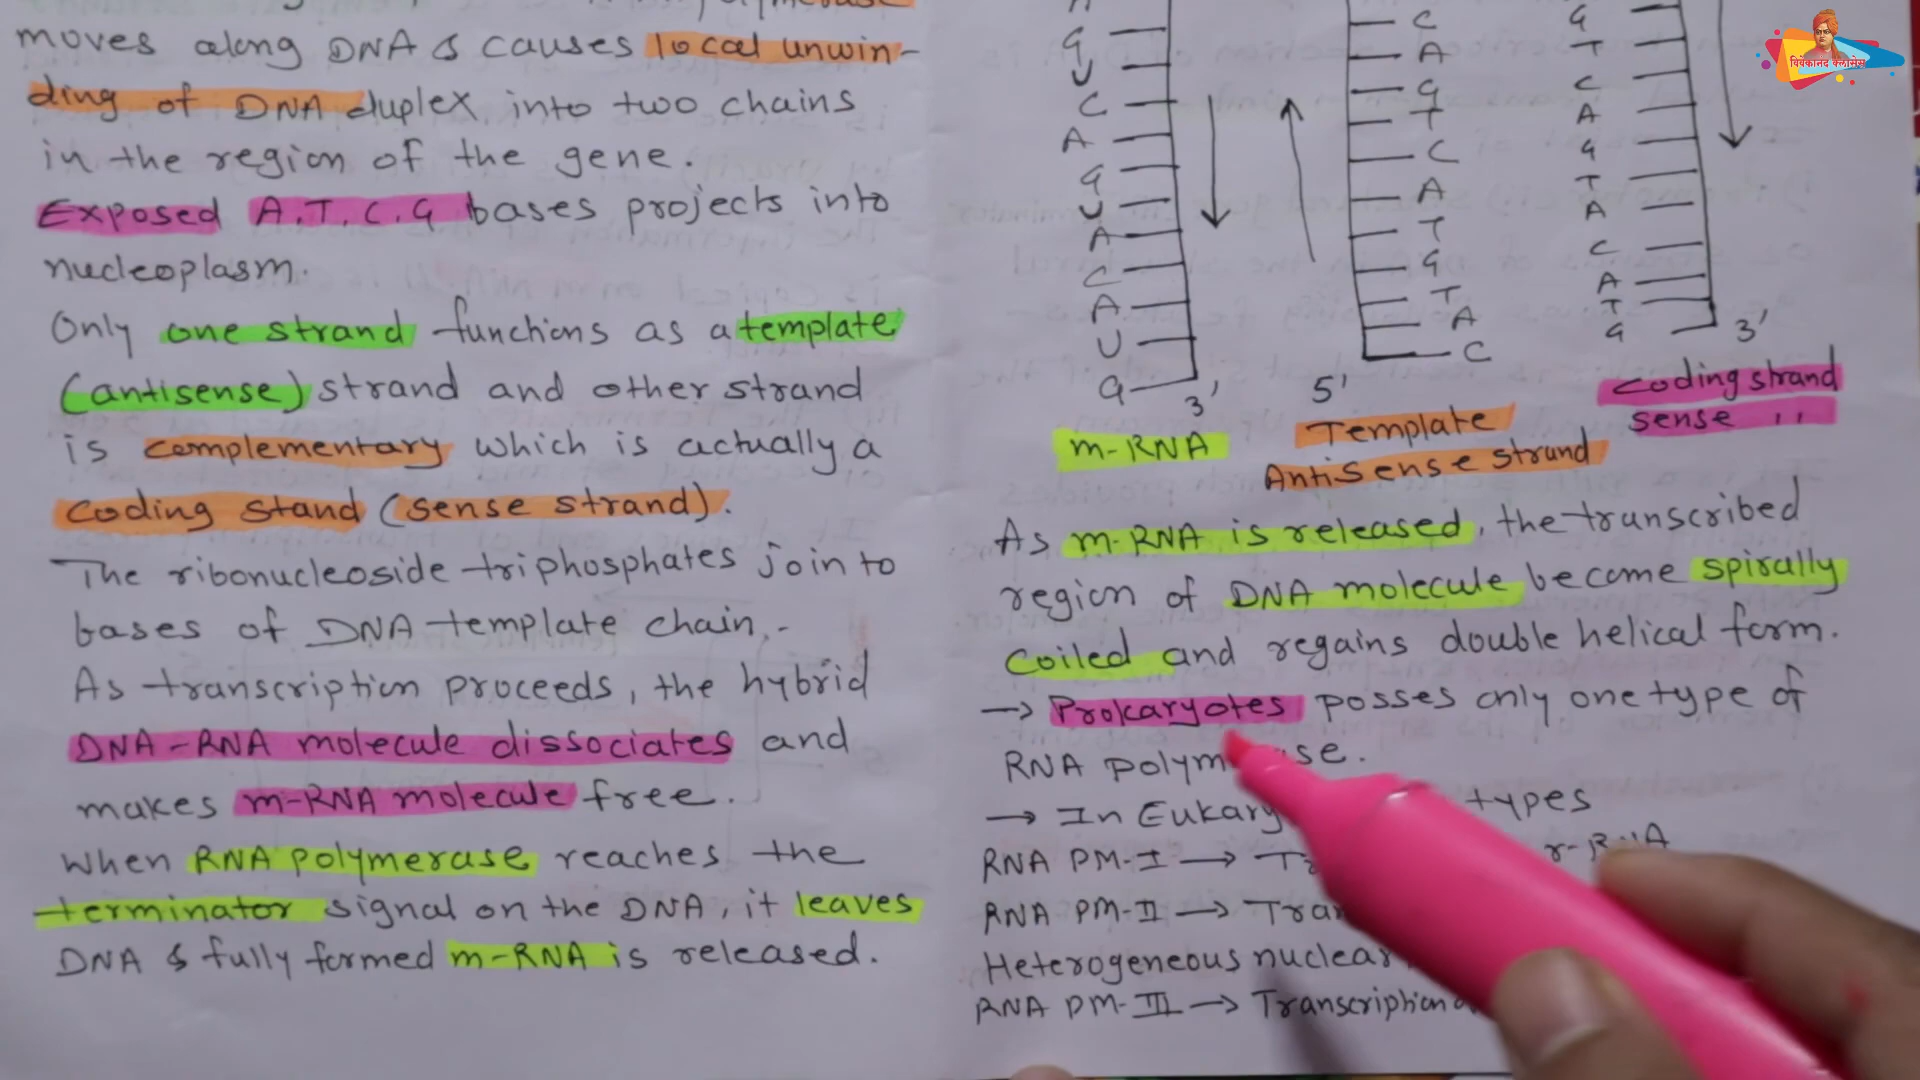 moves along DNA & causes local unwin-
ding of DNA duplex into two chains
in the region of the gene.
Exposed A.T.C.G bases projects into
nucleoplasm.
Only one strand functions as a template
(antisense) strand and other strand
is complementary which is actually a
coding stand (sense strand).
The ribonucleoside triphosphates join to
bases of DNA template chain.
As transcription proceeds, the hybrid
DNA-RNA molecule dissociates and
makes m-RNA molecule free.
When RNA polymerase reaches the
terminator signal on the DNA, it leaves
DNA & fully formed m-RNA is released.
G
U
C
A
G
U
A
C
A
U
G
3'
m-RNA
C
A
G
T
C
A
T
G
T
A
C
5'
Template
Antisense strand
G
T
C
A
G
T
A
C
A
T
G
3'
Coding strand
sense ,,
As m-RNA is released, the transcribed
region of DNA molecule become spirally
coiled and regains double helical form.
→ Prokaryotes posses only one type of
RNA
→ In types
RNA PM-I → r-RNA
RNA PM-II →
Heterogeneous nuclear
RNA PM-III → Transcription
विवेकानंद क्लासेस